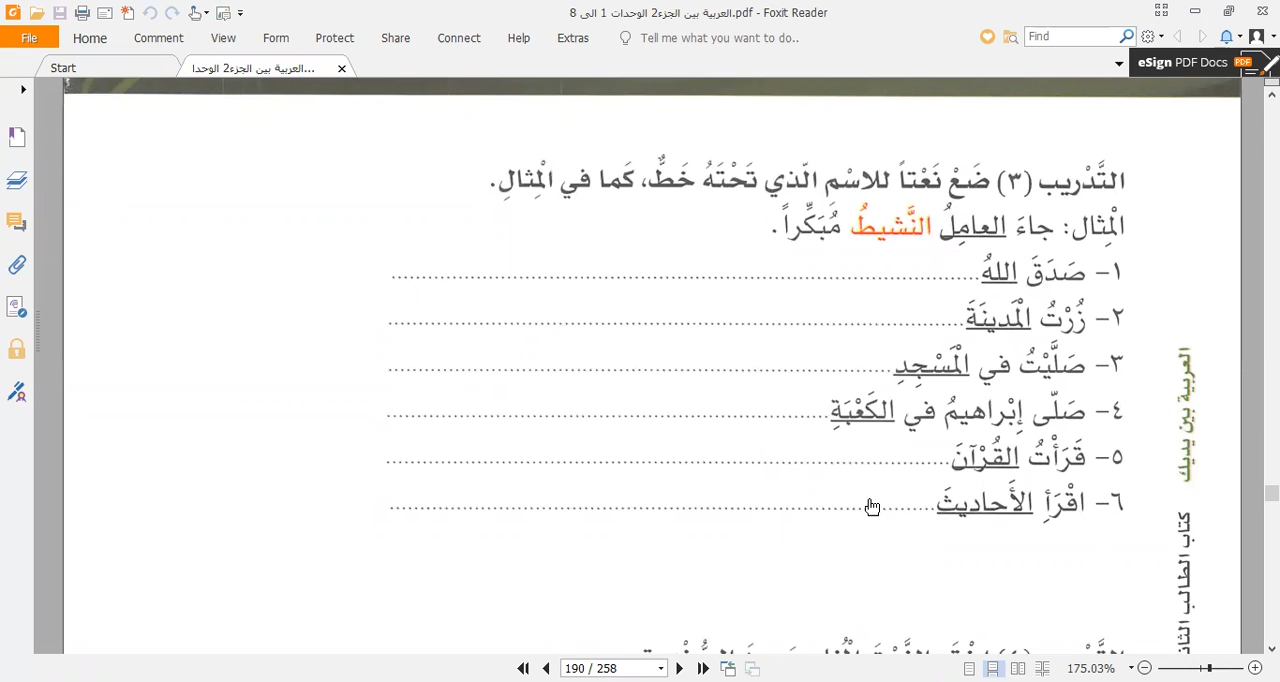 العربية بين الجزء2 الوحدات 1 الى 8.pdf - Foxit Reader
File Home Comment View Form Protect Share Connect Help Extras Tell me what you want to do.. Find
Start العربية بين الجزء2 الوحدا... eSign PDF Docs PDF
التَّدْريب (٣) ضَعْ نَعْتاً للاسْمِ الّذي تَحْتَهُ خَطٌّ، كَما في الْمِثالِ.
الْمِثال: جاءَ العامِلُ النَّشيطُ مُبَكِّراً.
١- صَدَقَ اللهُ
٢- زُرْتُ الْمَدينَةَ
٣- صَلَّيْتُ في الْمَسْجِدِ
٤- صَلّى إِبْراهيمُ في الكَعْبَةِ
٥- قَرَأْتُ القُرْآنَ
٦- اقْرَأِ الأَحاديثَ
العربية بين يديك
كتاب الطالب الثان
190 / 258 175.03%